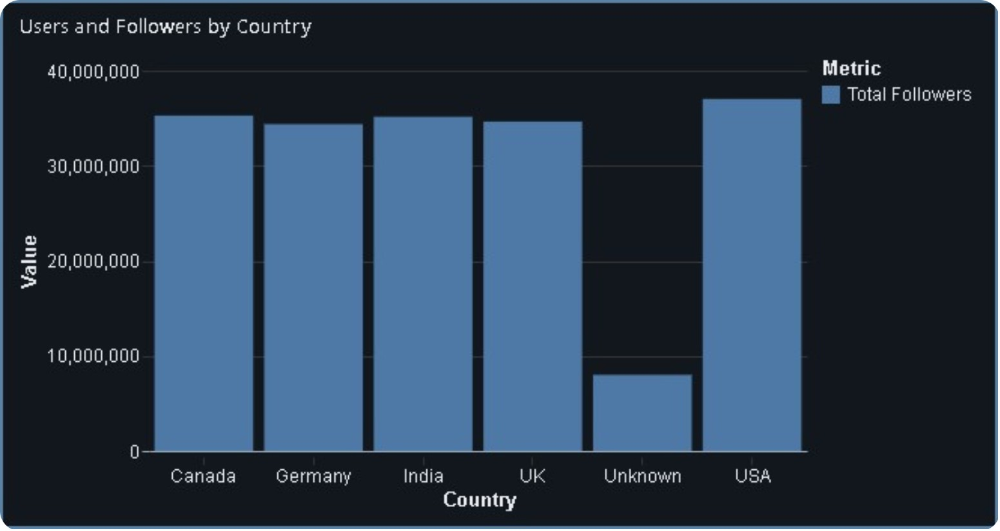 Users and Followers by Country
Metric
Total Followers
40,000,000
30,000,000
20,000,000
10,000,000
0
Value
Canada
Germany
India
UK
Unknown
USA
Country